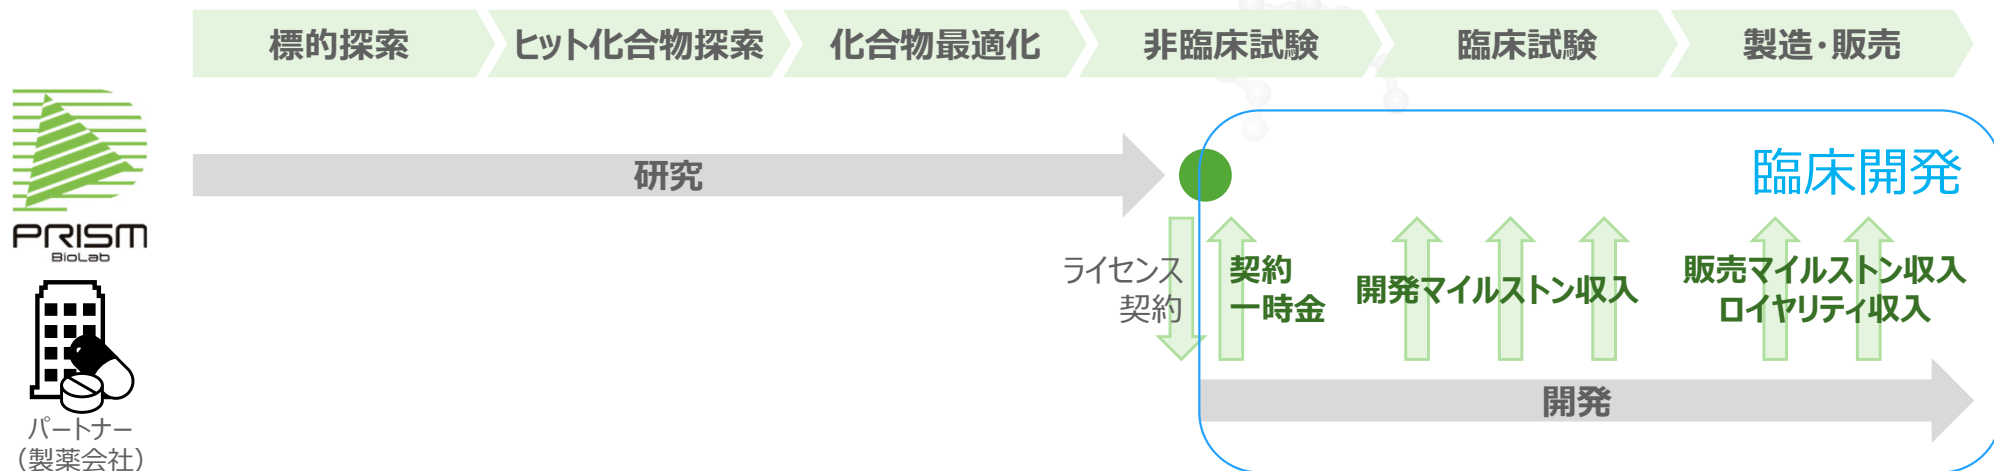 標的探索
ヒット化合物探索
化合物最適化
非臨床試験
臨床試験
製造・販売
PRISM
BioLab
研究
臨床開発
ライセンス
契約
契約
一時金
開発マイルストン収入
販売マイルストン収入
ロイヤリティ収入
開発
パートナー
（製薬会社）